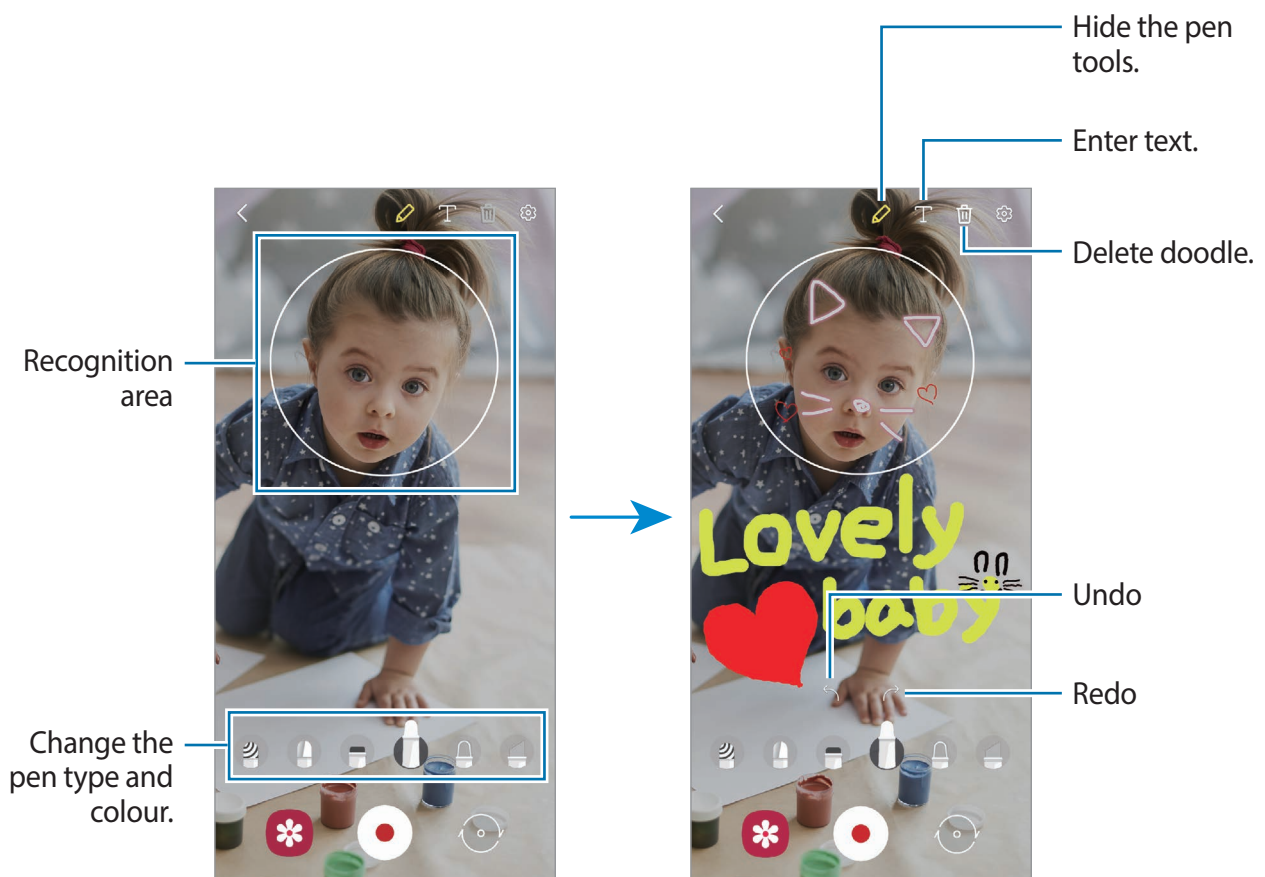 Hide the pen
tools.
Enter text.
Delete doodle.
Recognition
area
Lovely
baby
Undo
Redo
Change the
pen type and
colour.